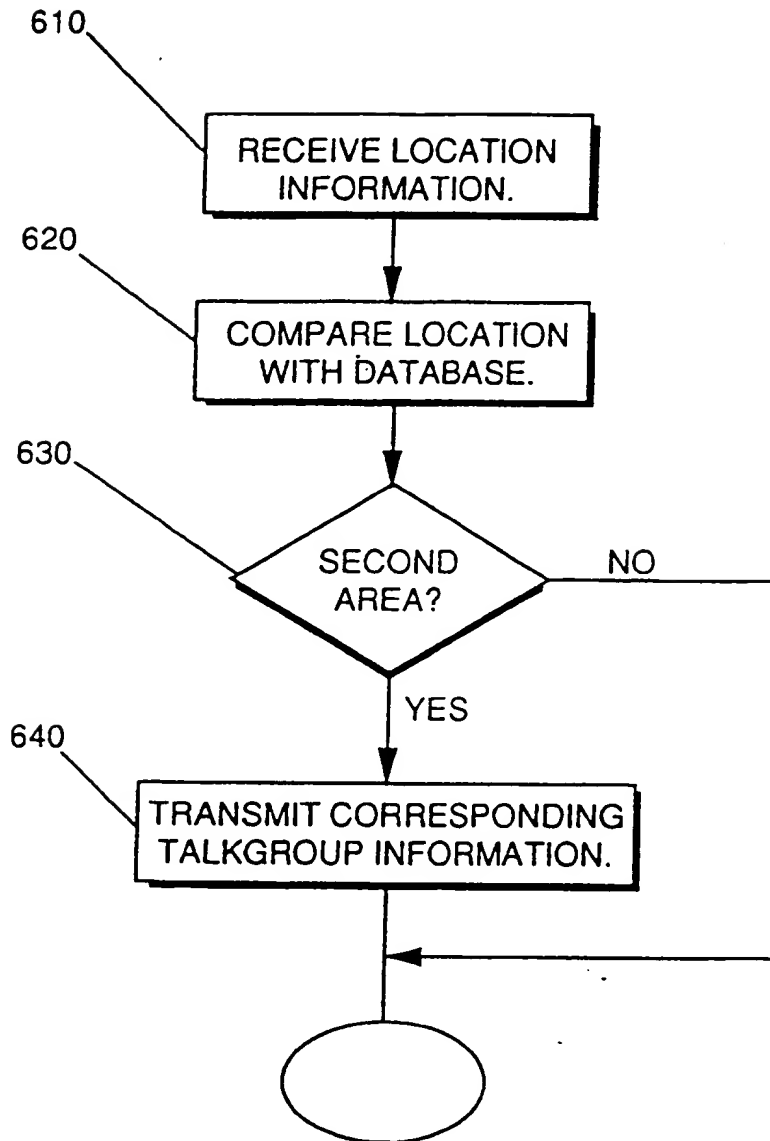 610
RECEIVE LOCATION
INFORMATION.
620
COMPARE LOCATION
WITH DATABASE.
630
SECOND
AREA?
NO
YES
640
TRANSMIT CORRESPONDING
TALKGROUP INFORMATION.